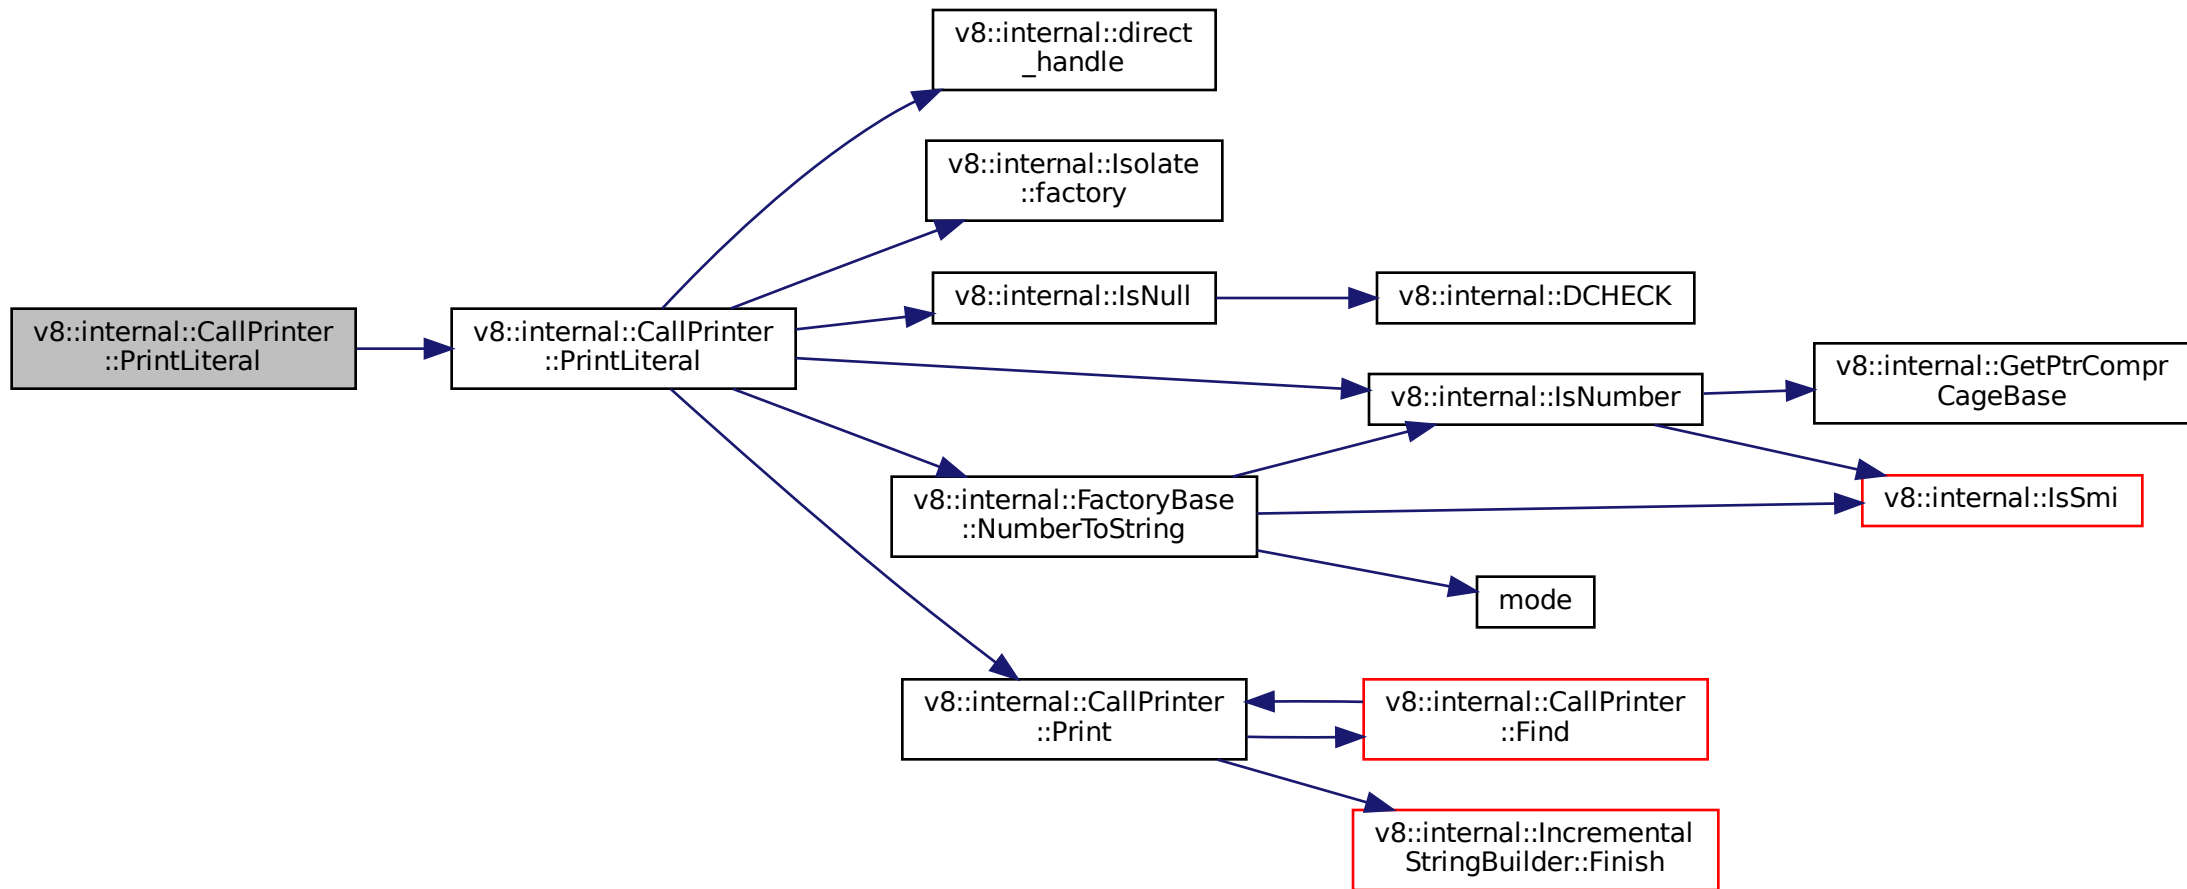 v8::internal::direct
_handle
v8::internal::Isolate
::factory
v8::internal::IsNull
v8::internal::DCHECK
v8::internal::CallPrinter
::PrintLiteral
v8::internal::CallPrinter
::PrintLiteral
v8::internal::IsNumber
v8::internal::GetPtrCompr
CageBase
v8::internal::FactoryBase
::NumberToString
v8::internal::IsSmi
mode
v8::internal::CallPrinter
::Print
v8::internal::CallPrinter
::Find
v8::internal::Incremental
StringBuilder::Finish